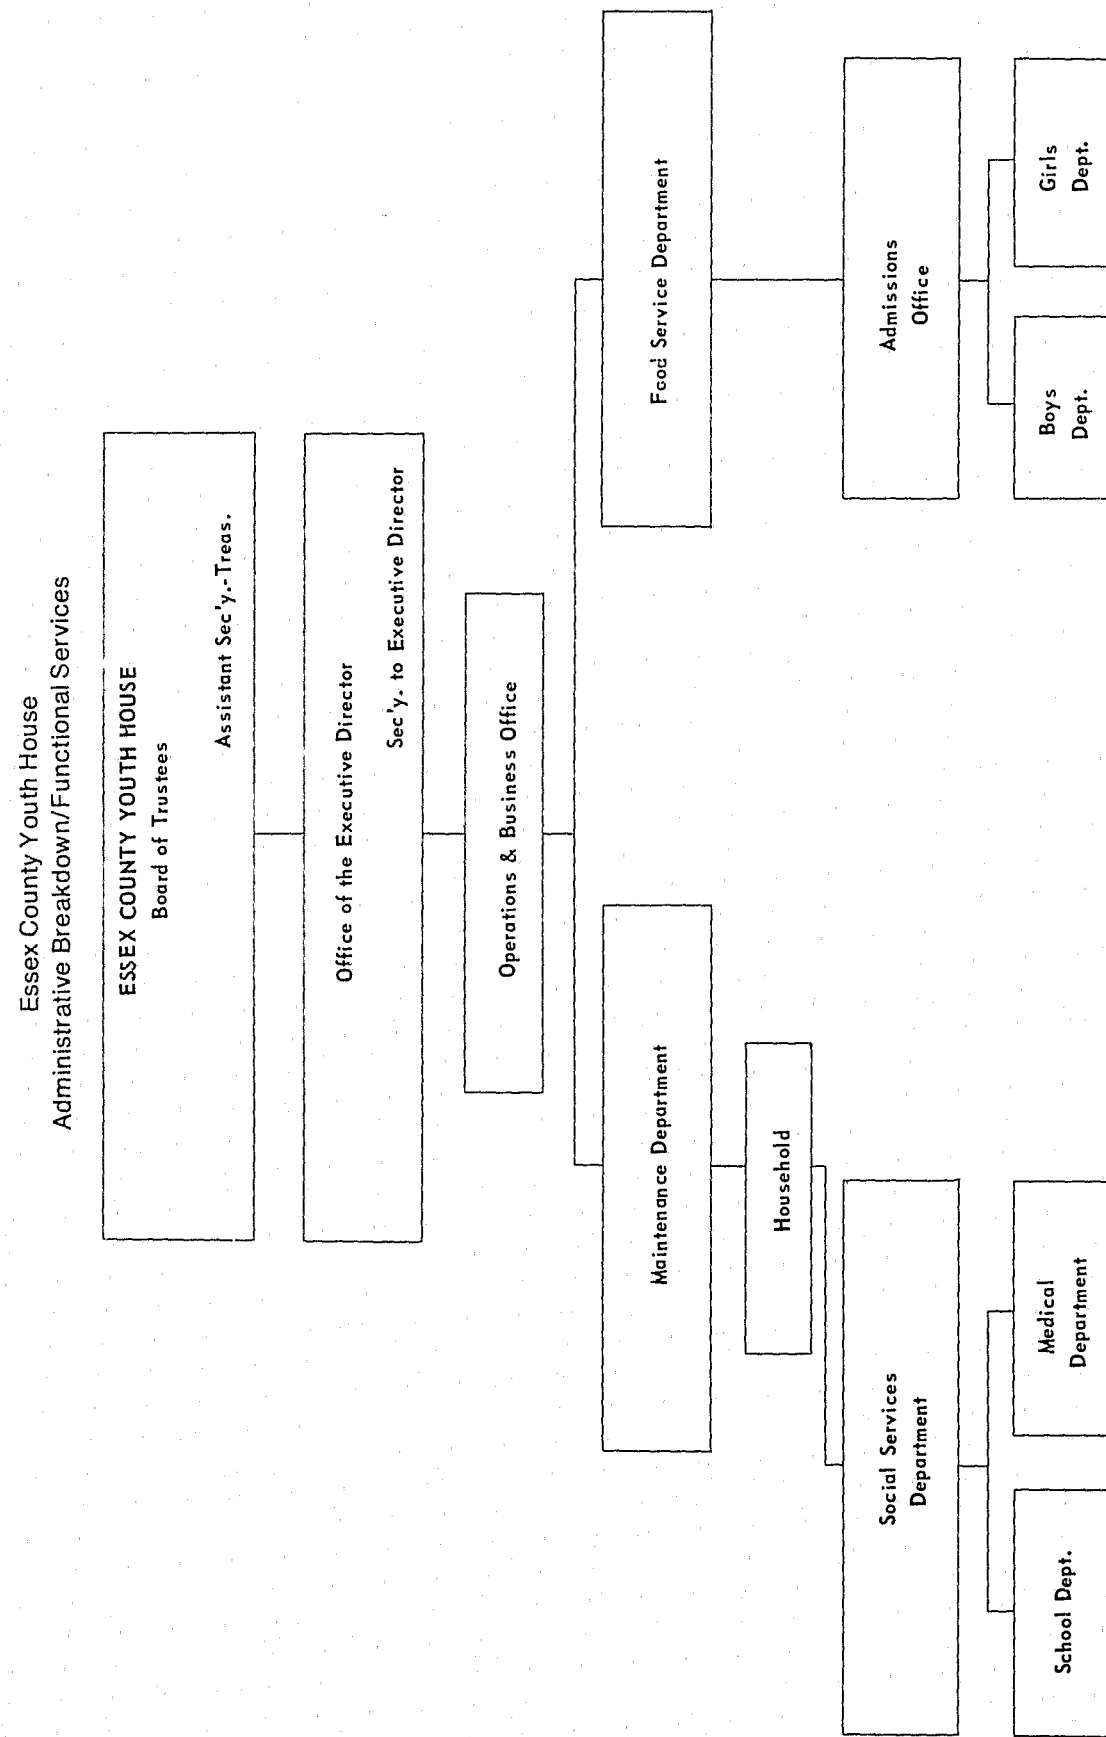 Essex County Youth House
Administrative Breakdown/Functional Services
ESSEX COUNTY YOUTH HOUSE
Board of Trustees
Assistant Sec'y.-Treas.
Office of the Executive Director
Sec'y. to Executive Director
Operations & Business Office
Maintenance Department
Food Service Department
Household
Social Services
Department
Admissions
Office
School Dept.
Medical
Department
Boys
Dept.
Girls
Dept.